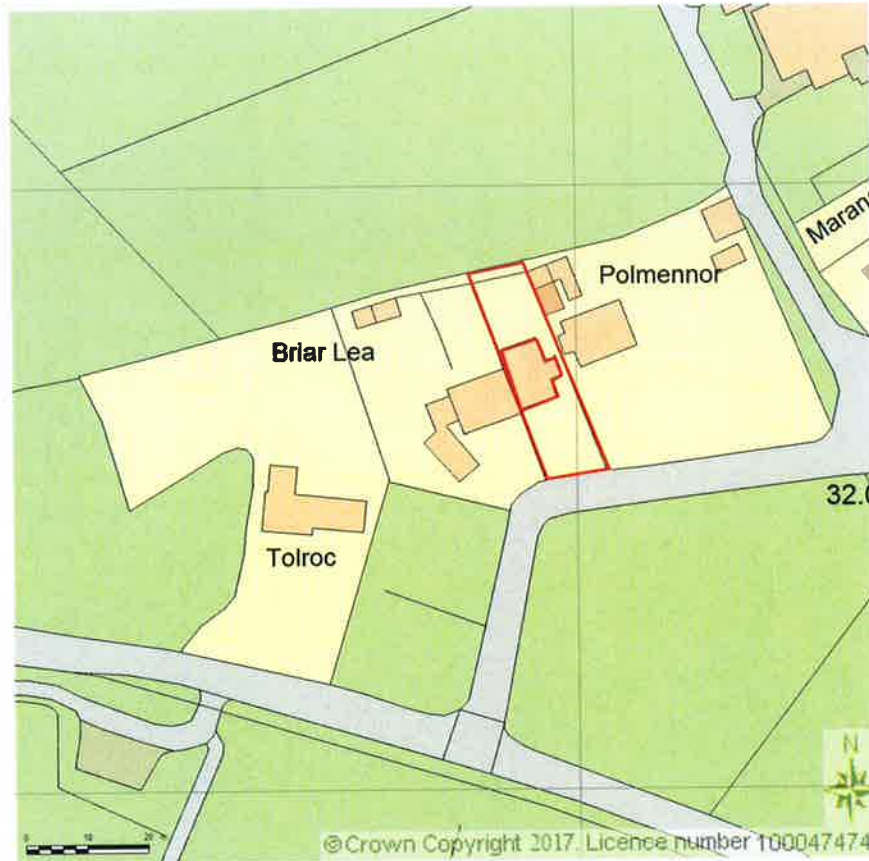 Maran
Polmennor
Briar Lea
32.0
Tolroc
N
0 10 20 m
©Crown Copyright 2017. Licence number 100047474